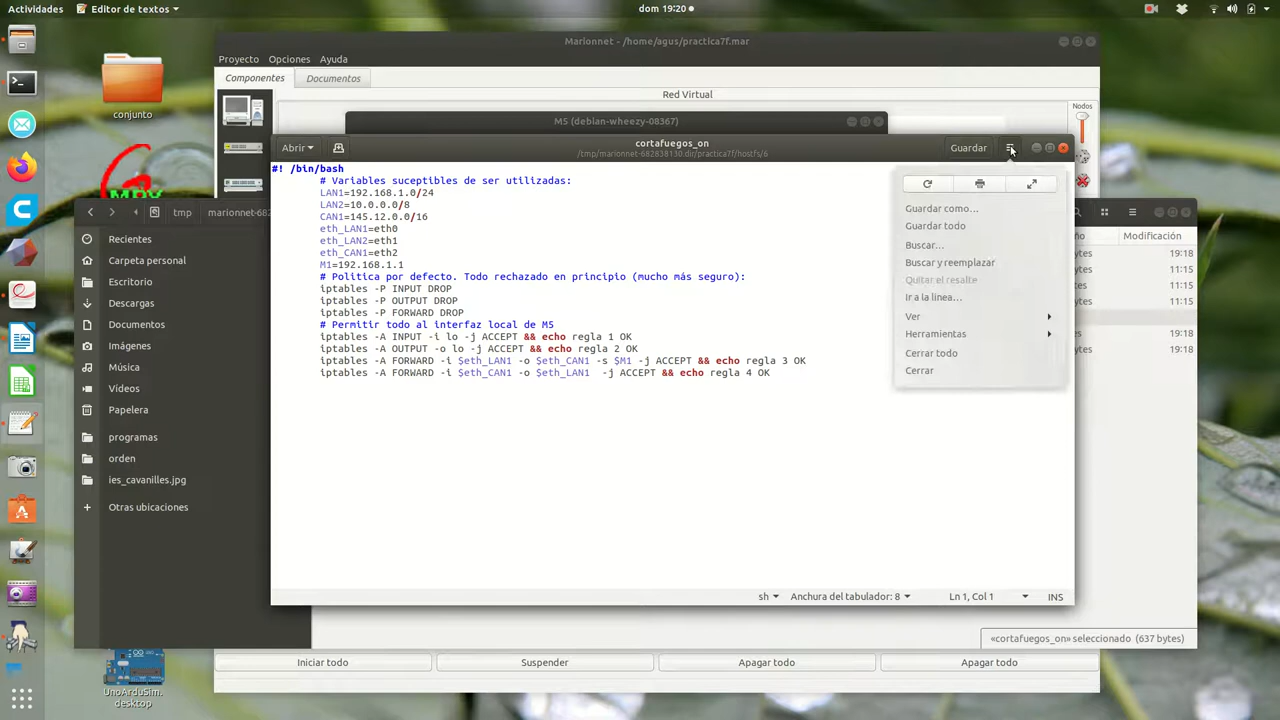 Actividades
Editor de textos
dom 19:20
Marionnet - /home/agus/practica7f.mar
Proyecto Opciones Ayuda
Componentes Documentos
Red Virtual
Nodos
conjunto
M5 (debian-wheezy-08367)
Abrir
cortafuegos_on
/tmp/marionnet-682838130.dir/practica7f/hostfs/6
Guardar
#! /bin/bash
# Variables suceptibles de ser utilizadas:
LAN1=192.168.1.0/24
LAN2=10.0.0.0/8
CAN1=145.12.0.0/16
eth_LAN1=eth0
eth_LAN2=eth1
eth_CAN1=eth2
M1=192.168.1.1
# Politica por defecto. Todo rechazado en principio (mucho más seguro):
iptables -P INPUT DROP
iptables -P OUTPUT DROP
iptables -P FORWARD DROP
# Permitir todo al interfaz local de M5
iptables -A INPUT -i lo -j ACCEPT && echo regla 1 OK
iptables -A OUTPUT -o lo -j ACCEPT && echo regla 2 OK
iptables -A FORWARD -i $eth_LAN1 -o $eth_CAN1 -s $M1 -j ACCEPT && echo regla 3 OK
iptables -A FORWARD -i $eth_CAN1 -o $eth_LAN1 -j ACCEPT && echo regla 4 OK
Guardar como...
Guardar todo
Buscar...
Buscar y reemplazar
Quitar el resalte
Ir a la línea...
Ver
Herramientas
Cerrar todo
Cerrar
tmp
marionnet-682
Recientes
Carpeta personal
Escritorio
Descargas
Documentos
Imágenes
Música
Vídeos
Papelera
programas
orden
ies_cavanilles.jpg
Otras ubicaciones
ño Modificación
19:18
11:15
11:15
11:15
19:18
19:18
sh
Anchura del tabulador: 8
Ln 1, Col 1
INS
«cortafuegos_on» seleccionado (637 bytes)
Iniciar todo
Suspender
Apagar todo
Apagar todo
UnoArduSim.
desktop